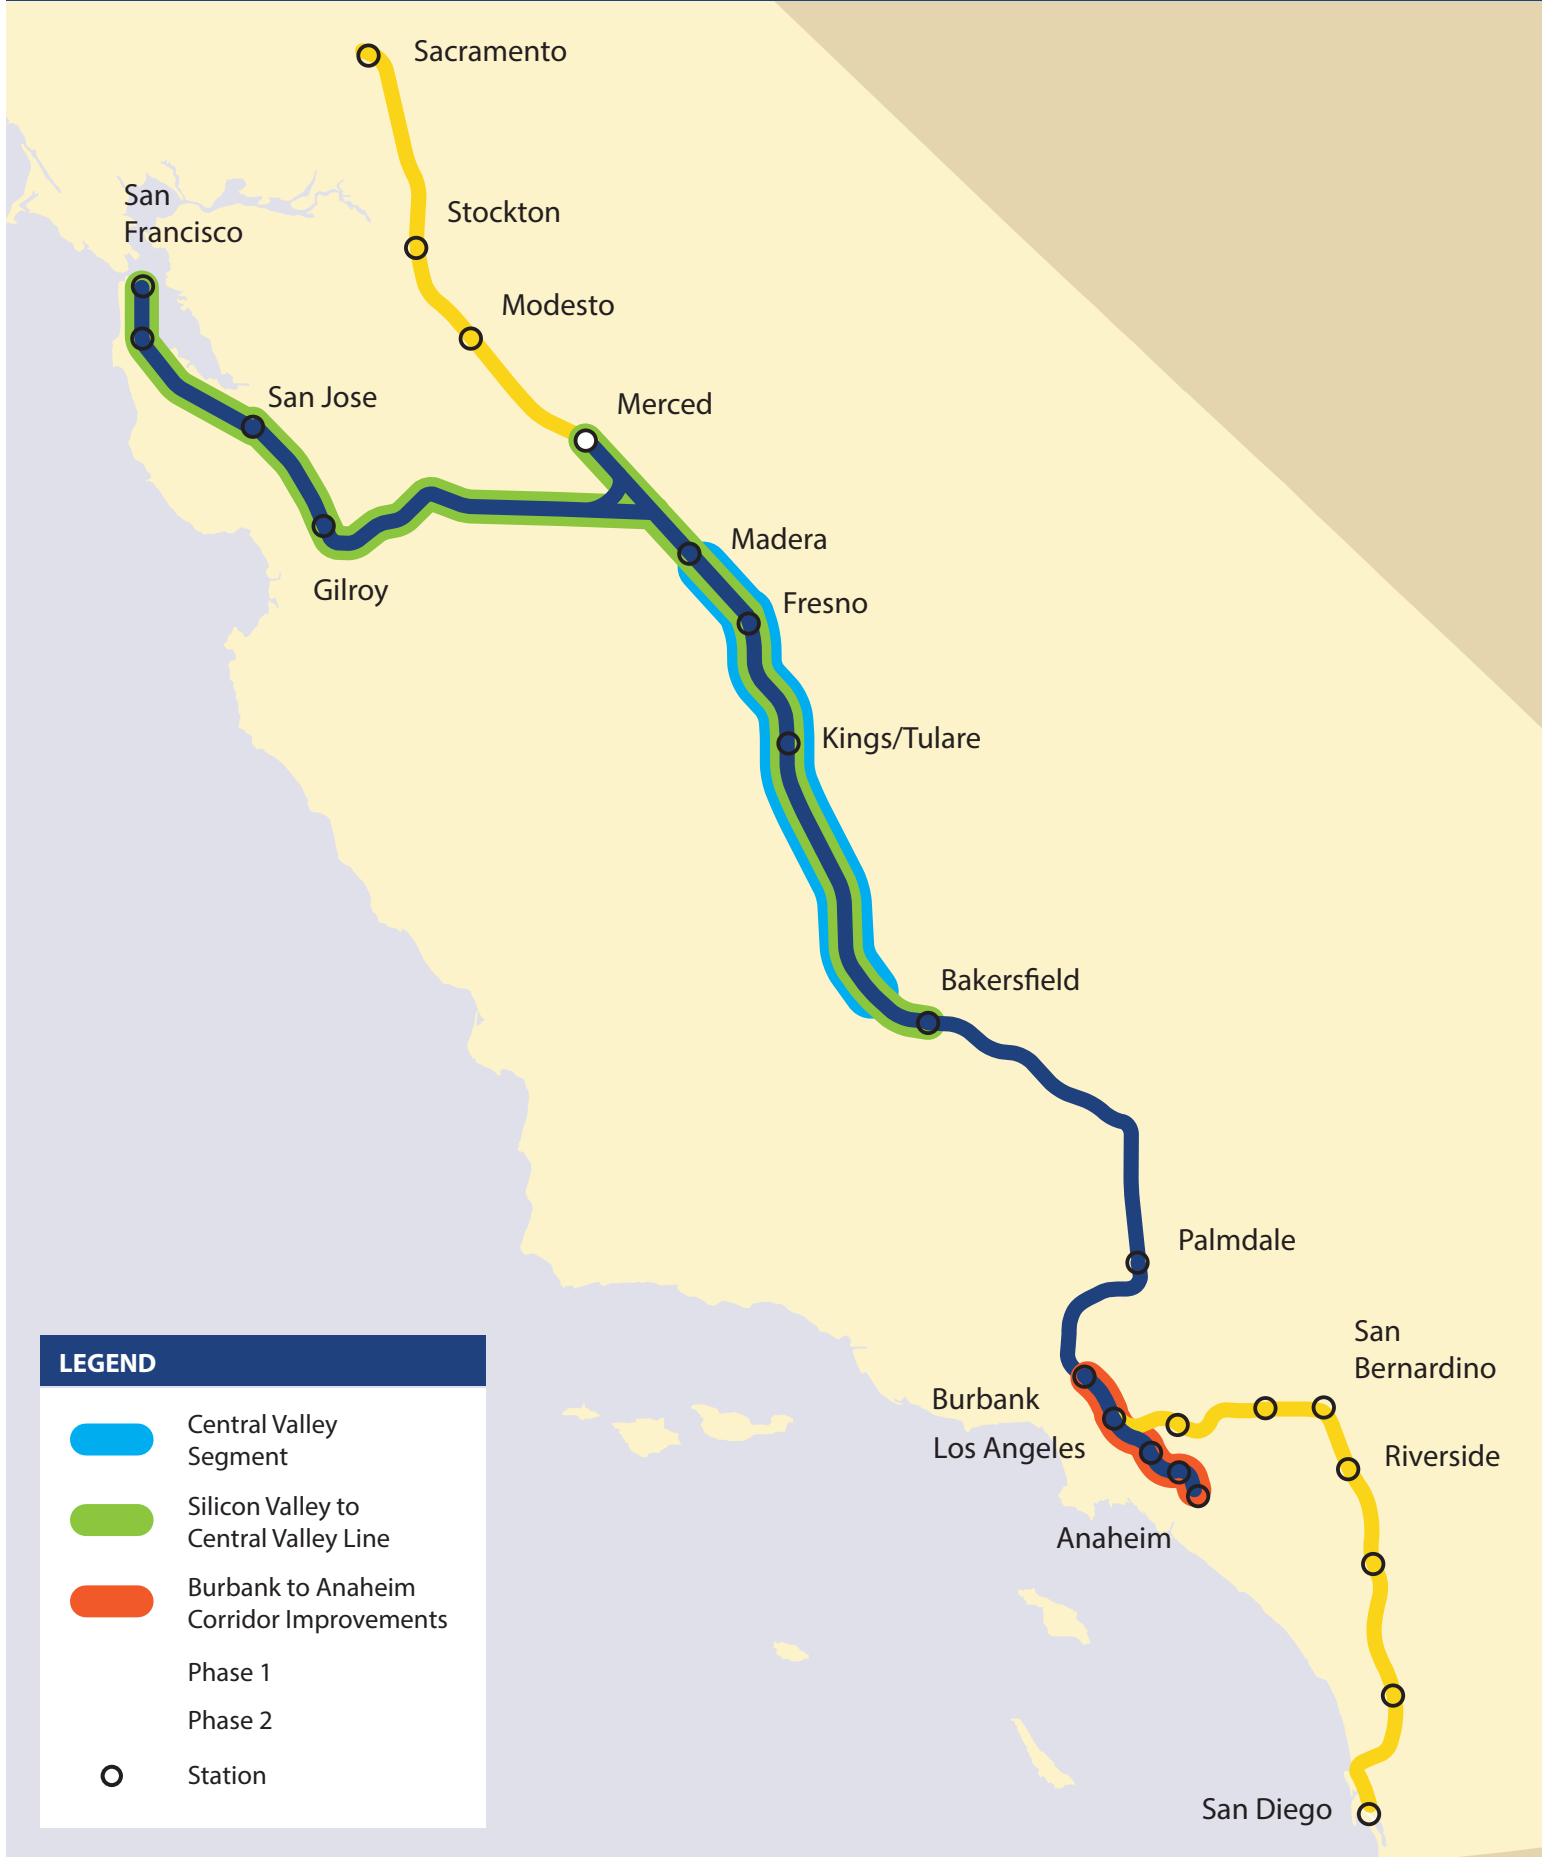 Sacramento
San
Francisco
Stockton
Modesto
San Jose
Merced
Madera
Gilroy
Fresno
Kings/Tulare
Bakersfield
Palmdale
San
Bernardino
Burbank
Los Angeles
Riverside
Anaheim
San Diego
LEGEND
Central Valley
Segment
Silicon Valley to
Central Valley Line
Burbank to Anaheim
Corridor Improvements
Phase 1
Phase 2
Station